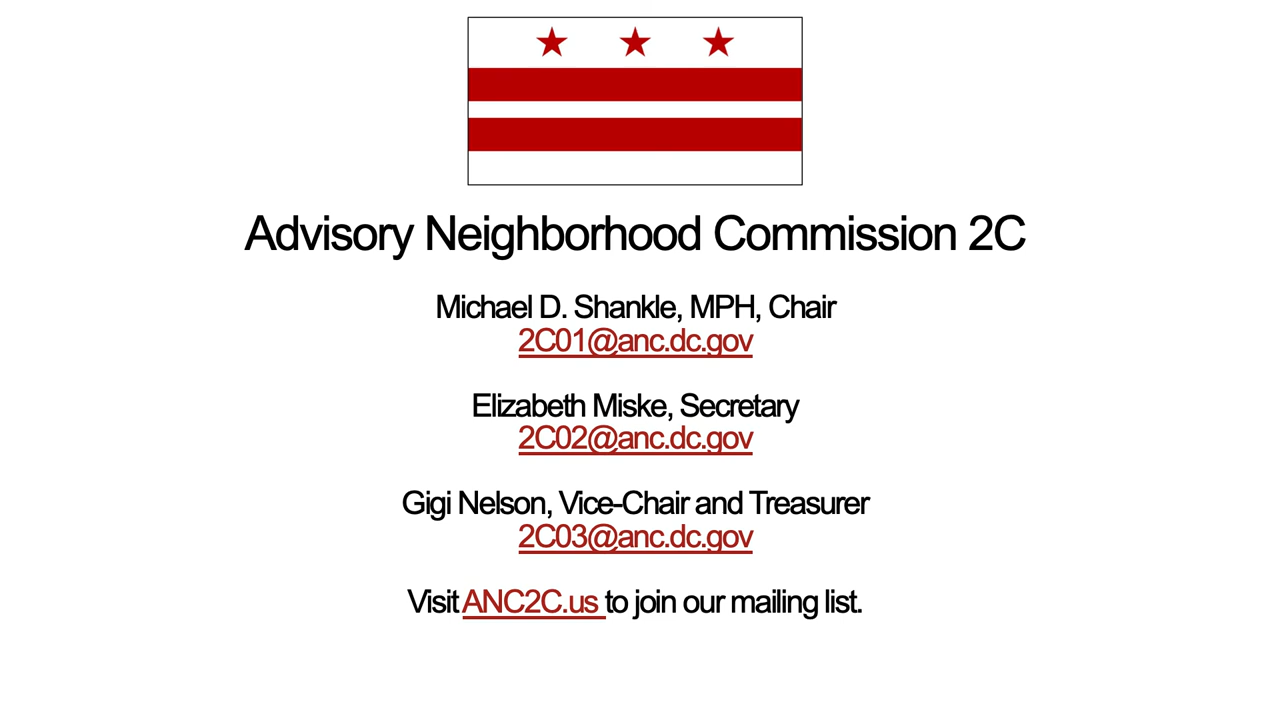 Advisory Neighborhood Commission 2C
Michael D. Shankle, MPH, Chair
2C01@anc.dc.gov
Elizabeth Miske, Secretary
2C02@anc.dc.gov
Gigi Nelson, Vice-Chair and Treasurer
2C03@anc.dc.gov
Visit ANC2C.us to join our mailing list.